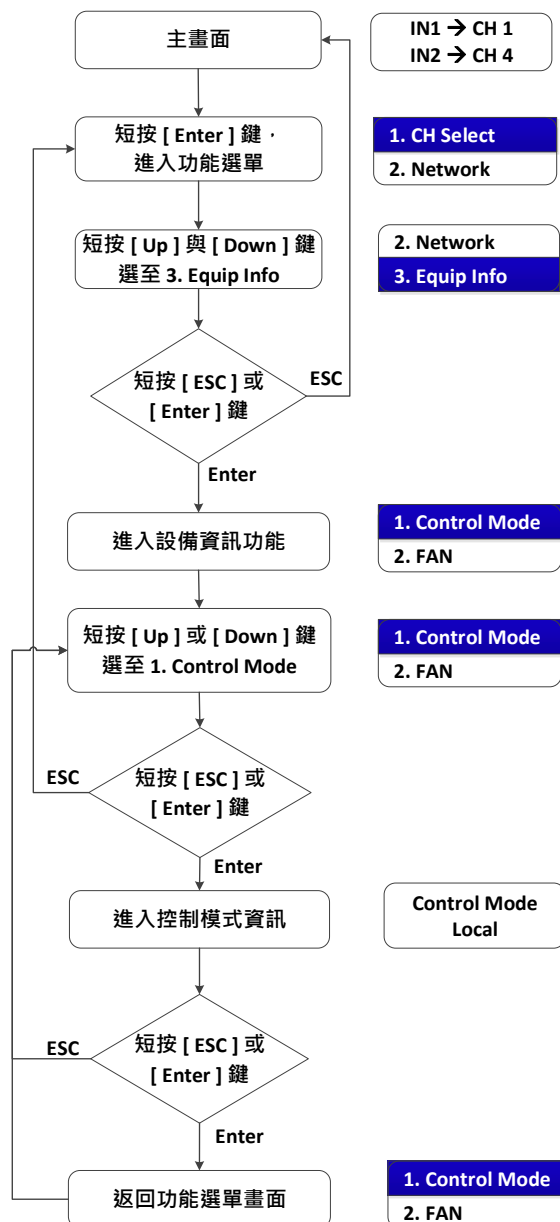 主畫面
IN1 → CH 1
IN2 → CH 4
短按 [ Enter ] 鍵，
進入功能選單
1. CH Select
2. Network
短按 [ Up ] 與 [ Down ] 鍵
選至 3. Equip Info
2. Network
3. Equip Info
短按 [ ESC ] 或
[ Enter ] 鍵
ESC
Enter
進入設備資訊功能
1. Control Mode
2. FAN
短按 [ Up ] 或 [ Down ] 鍵
選至 1. Control Mode
1. Control Mode
2. FAN
ESC
短按 [ ESC ] 或
[ Enter ] 鍵
Enter
進入控制模式資訊
Control Mode
Local
ESC
短按 [ ESC ] 或
[ Enter ] 鍵
Enter
返回功能選單畫面
1. Control Mode
2. FAN